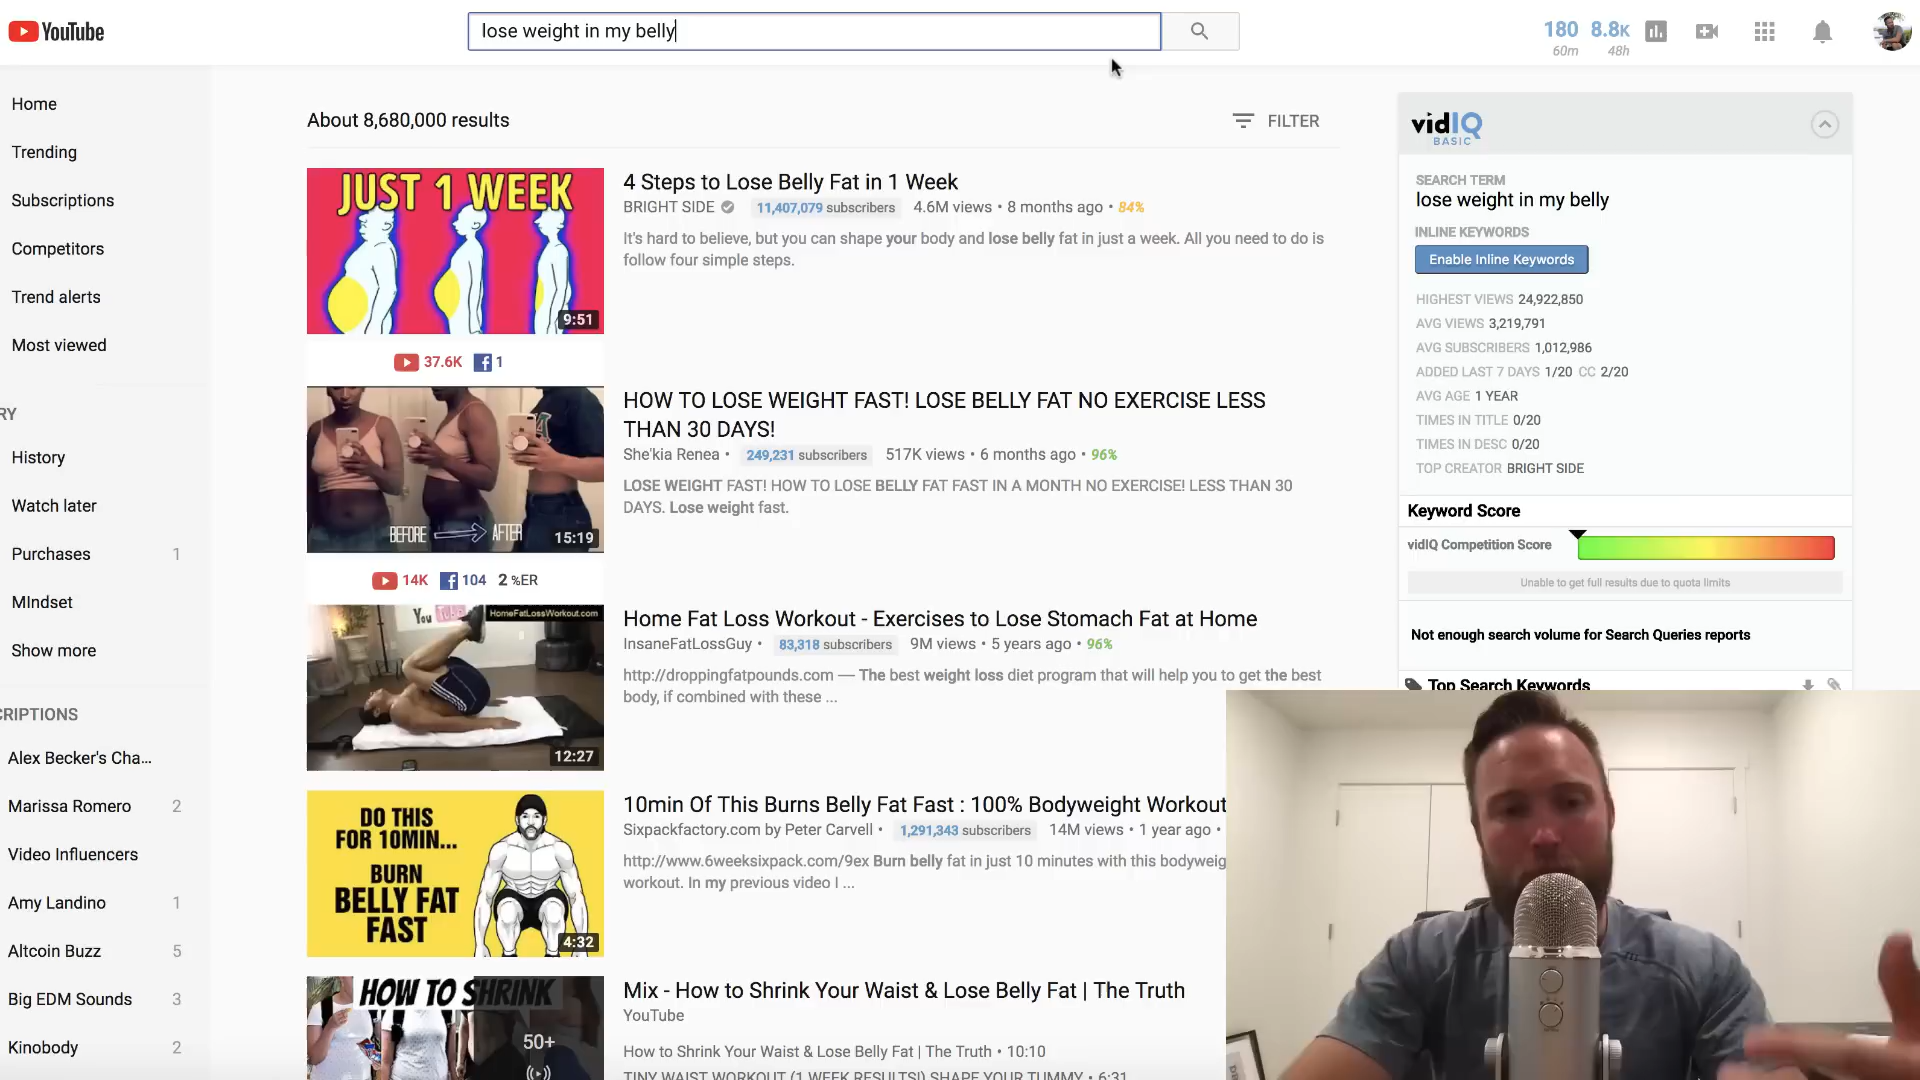 YouTube
lose weight in my belly
180
60m
8.8K
48h
Home
Trending
Subscriptions
Competitors
Trend alerts
Most viewed
RY
History
Watch later
Purchases 1
MIndset
Show more
CRIPTIONS
Alex Becker's Cha...
Marissa Romero 2
Video Influencers
Amy Landino 1
Altcoin Buzz 5
Big EDM Sounds 3
Kinobody 2
About 8,680,000 results
FILTER
JUST 1 WEEK
9:51
37.6K 1
4 Steps to Lose Belly Fat in 1 Week
BRIGHT SIDE 11,407,079 subscribers 4.6M views • 8 months ago • 84%
It's hard to believe, but you can shape your body and lose belly fat in just a week. All you need to do is
follow four simple steps.
BEFORE AFTER
15:19
14K 104 2 %ER
HOW TO LOSE WEIGHT FAST! LOSE BELLY FAT NO EXERCISE LESS
THAN 30 DAYS!
She'kia Renea • 249,231 subscribers 517K views • 6 months ago • 96%
LOSE WEIGHT FAST! HOW TO LOSE BELLY FAT FAST IN A MONTH NO EXERCISE! LESS THAN 30
DAYS. Lose weight fast.
You Tube
HomeFatLossWorkout.com
12:27
Home Fat Loss Workout - Exercises to Lose Stomach Fat at Home
InsaneFatLossGuy • 83,318 subscribers 9M views • 5 years ago • 96%
http://droppingfatpounds.com — The best weight loss diet program that will help you to get the best
body, if combined with these ...
DO THIS
FOR 10MIN...
BURN
BELLY FAT
FAST
4:32
10min Of This Burns Belly Fat Fast : 100% Bodyweight Workout
Sixpackfactory.com by Peter Carvell • 1,291,343 subscribers 14M views • 1 year ago •
http://www.6weeksixpack.com/9ex Burn belly fat in just 10 minutes with this bodyweig
workout. In my previous video I ...
HOW TO SHRINK
50+
Mix - How to Shrink Your Waist & Lose Belly Fat | The Truth
YouTube
How to Shrink Your Waist & Lose Belly Fat | The Truth • 10:10
TINY WAIST WORKOUT (1 WEEK RESULTS!) SHAPE YOUR TUMMY • 6:31
vidIQ
BASIC
SEARCH TERM
lose weight in my belly
INLINE KEYWORDS
Enable Inline Keywords
HIGHEST VIEWS 24,922,850
AVG VIEWS 3,219,791
AVG SUBSCRIBERS 1,012,986
ADDED LAST 7 DAYS 1/20 CC 2/20
AVG AGE 1 YEAR
TIMES IN TITLE 0/20
TIMES IN DESC 0/20
TOP CREATOR BRIGHT SIDE
Keyword Score
vidIQ Competition Score
Unable to get full results due to quota limits
Not enough search volume for Search Queries reports
Top Search Keywords